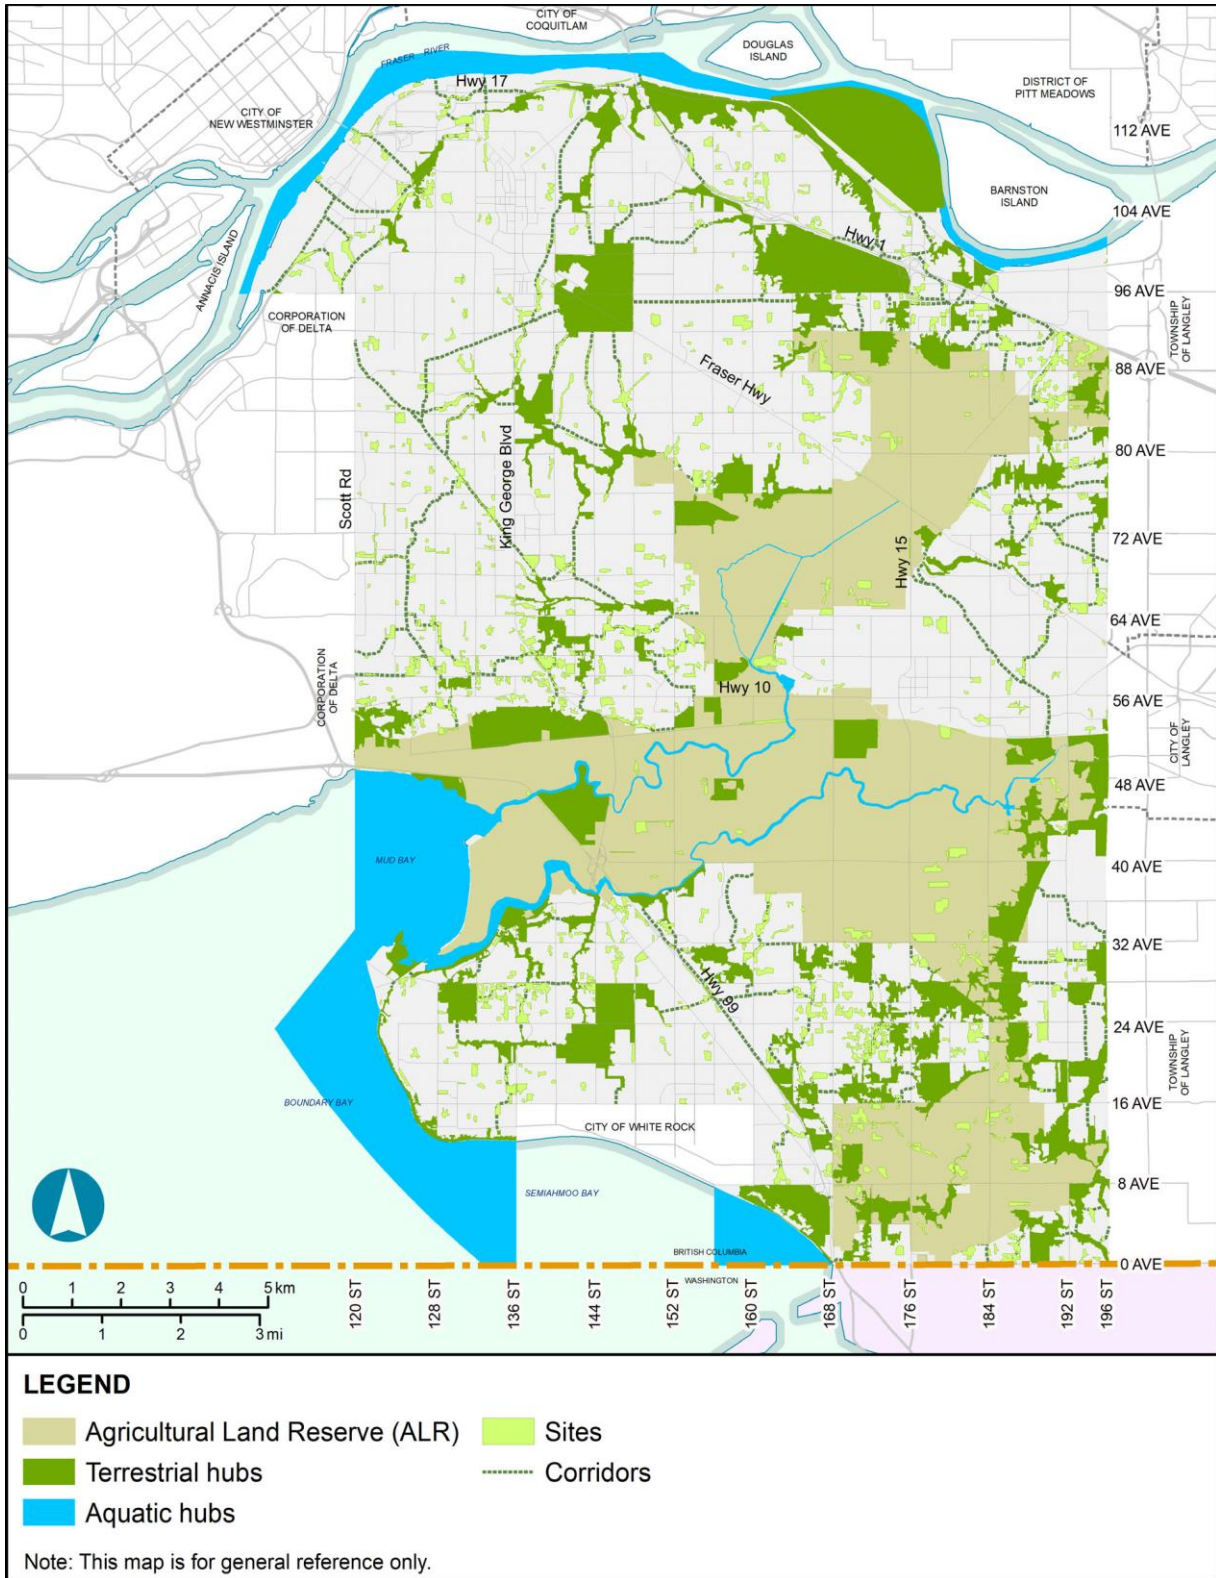 CITY OF
COQUITLAM
FRASER RIVER
DOUGLAS
ISLAND
Hwy 17
DISTRICT OF
PITT MEADOWS
CITY OF
NEW WESTMINSTER
112 AVE
BARNSTON
ISLAND
104 AVE
Hwy 1
ANNACIS ISLAND
96 AVE
CORPORATION
OF DELTA
TOWNSHIP
OF LANGLEY
88 AVE
Fraser Hwy
80 AVE
Scott Rd
King George Blvd
72 AVE
Hwy 15
64 AVE
CORPORATION
OF DELTA
Hwy 10
56 AVE
CITY OF
LANGLEY
48 AVE
MUD BAY
40 AVE
32 AVE
Hwy 99
24 AVE
TOWNSHIP
OF LANGLEY
BOUNDARY BAY
16 AVE
CITY OF WHITE ROCK
8 AVE
SEMIAHMOO BAY
BRITISH COLUMBIA
0 AVE
WASHINGTON
0 1 2 3 4 5 km
0 1 2 3 mi
120 ST
128 ST
136 ST
144 ST
152 ST
160 ST
168 ST
176 ST
184 ST
192 ST
196 ST
LEGEND
Agricultural Land Reserve (ALR)
Sites
Terrestrial hubs
Corridors
Aquatic hubs
Note: This map is for general reference only.